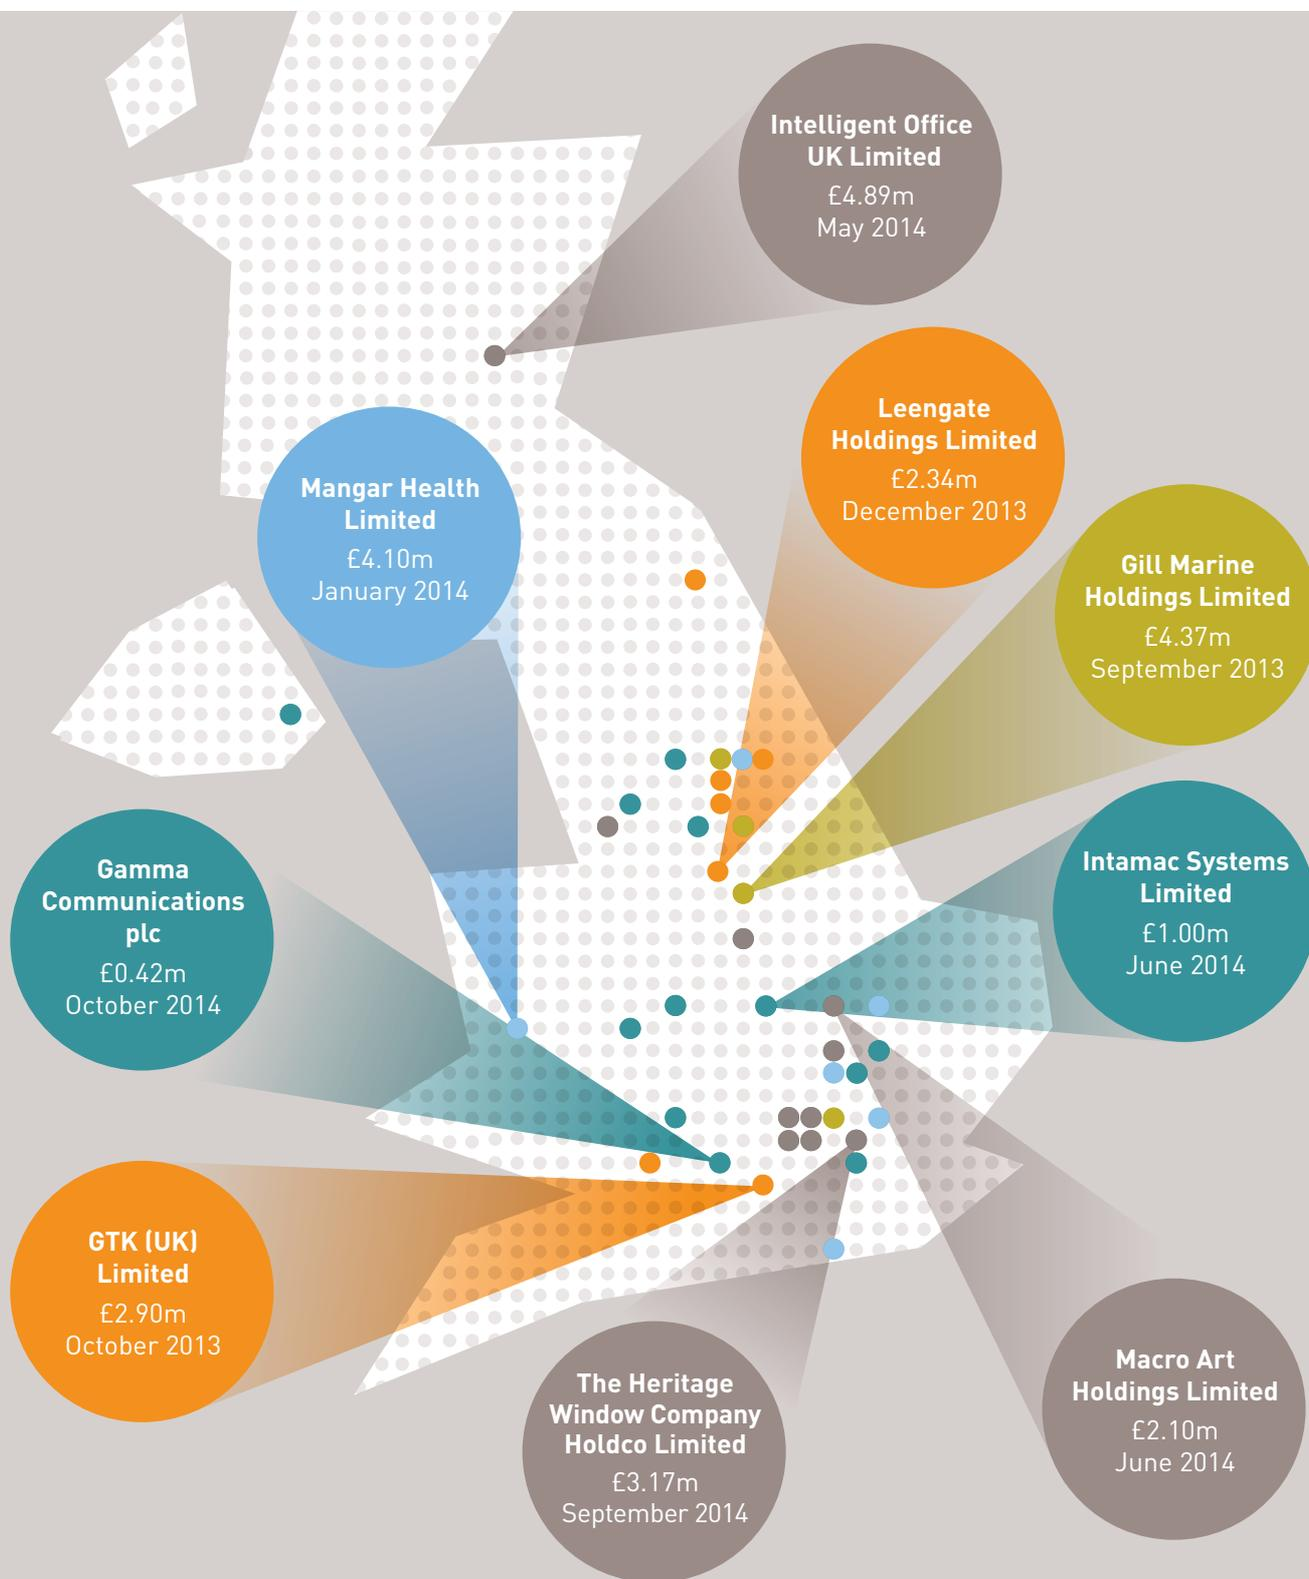 Intelligent Office
UK Limited
£4.89m
May 2014
Leengate
Holdings Limited
£2.34m
December 2013
Mangar Health
Limited
£4.10m
January 2014
Gill Marine
Holdings Limited
£4.37m
September 2013
Gamma
Communications
plc
£0.42m
October 2014
Intamac Systems
Limited
£1.00m
June 2014
GTK (UK)
Limited
£2.90m
October 2013
The Heritage
Window Company
Holdco Limited
£3.17m
September 2014
Macro Art
Holdings Limited
£2.10m
June 2014